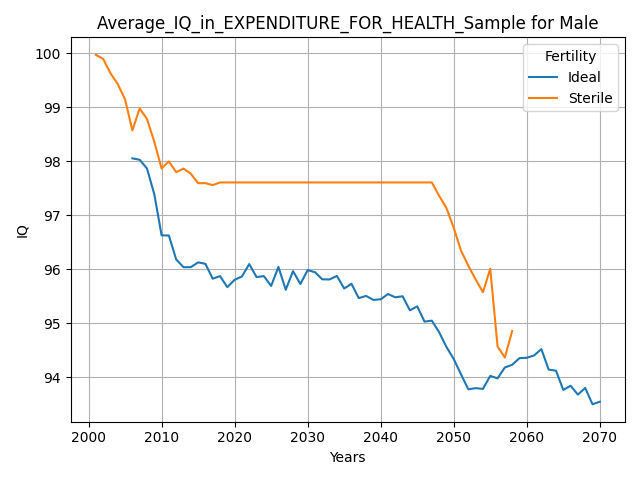 Average_IQ_in_EXPENDITURE_FOR_HEALTH_Sample for Male
Fertility
Ideal
Sterile
100
99
98
97
96
95
94
IQ
2000 2010 2020 2030 2040 2050 2060 2070
Years